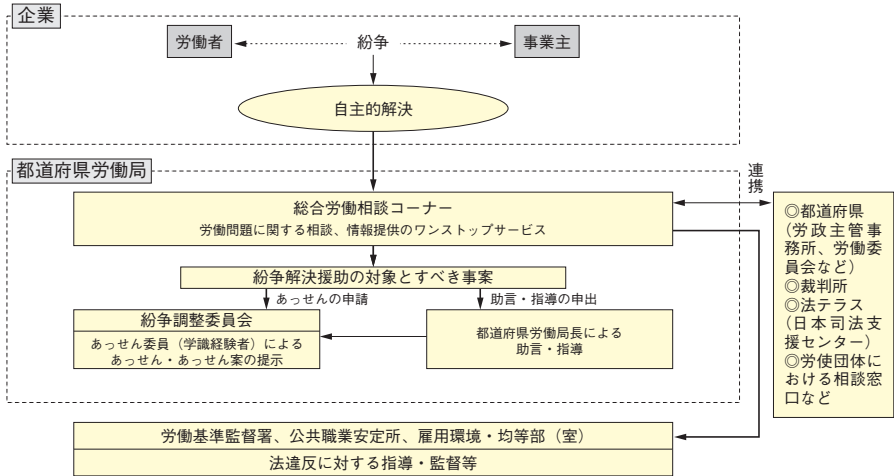 企業
労働者
紛争
事業主
自主的解決
都道府県労働局
連携
総合労働相談コーナー
労働問題に関する相談、情報提供のワンストップサービス
紛争解決援助の対象とすべき事案
あっせんの申請
助言・指導の申出
紛争調整委員会
あっせん委員（学識経験者）による
あっせん・あっせん案の提示
都道府県労働局長による
助言・指導
◎都道府県
（労政主管事
務所、労働委
員会など）
◎裁判所
◎法テラス
（日本司法支
援センター）
◎労使団体に
おける相談窓
口など
労働基準監督署、公共職業安定所、雇用環境・均等部（室）
法違反に対する指導・監督等